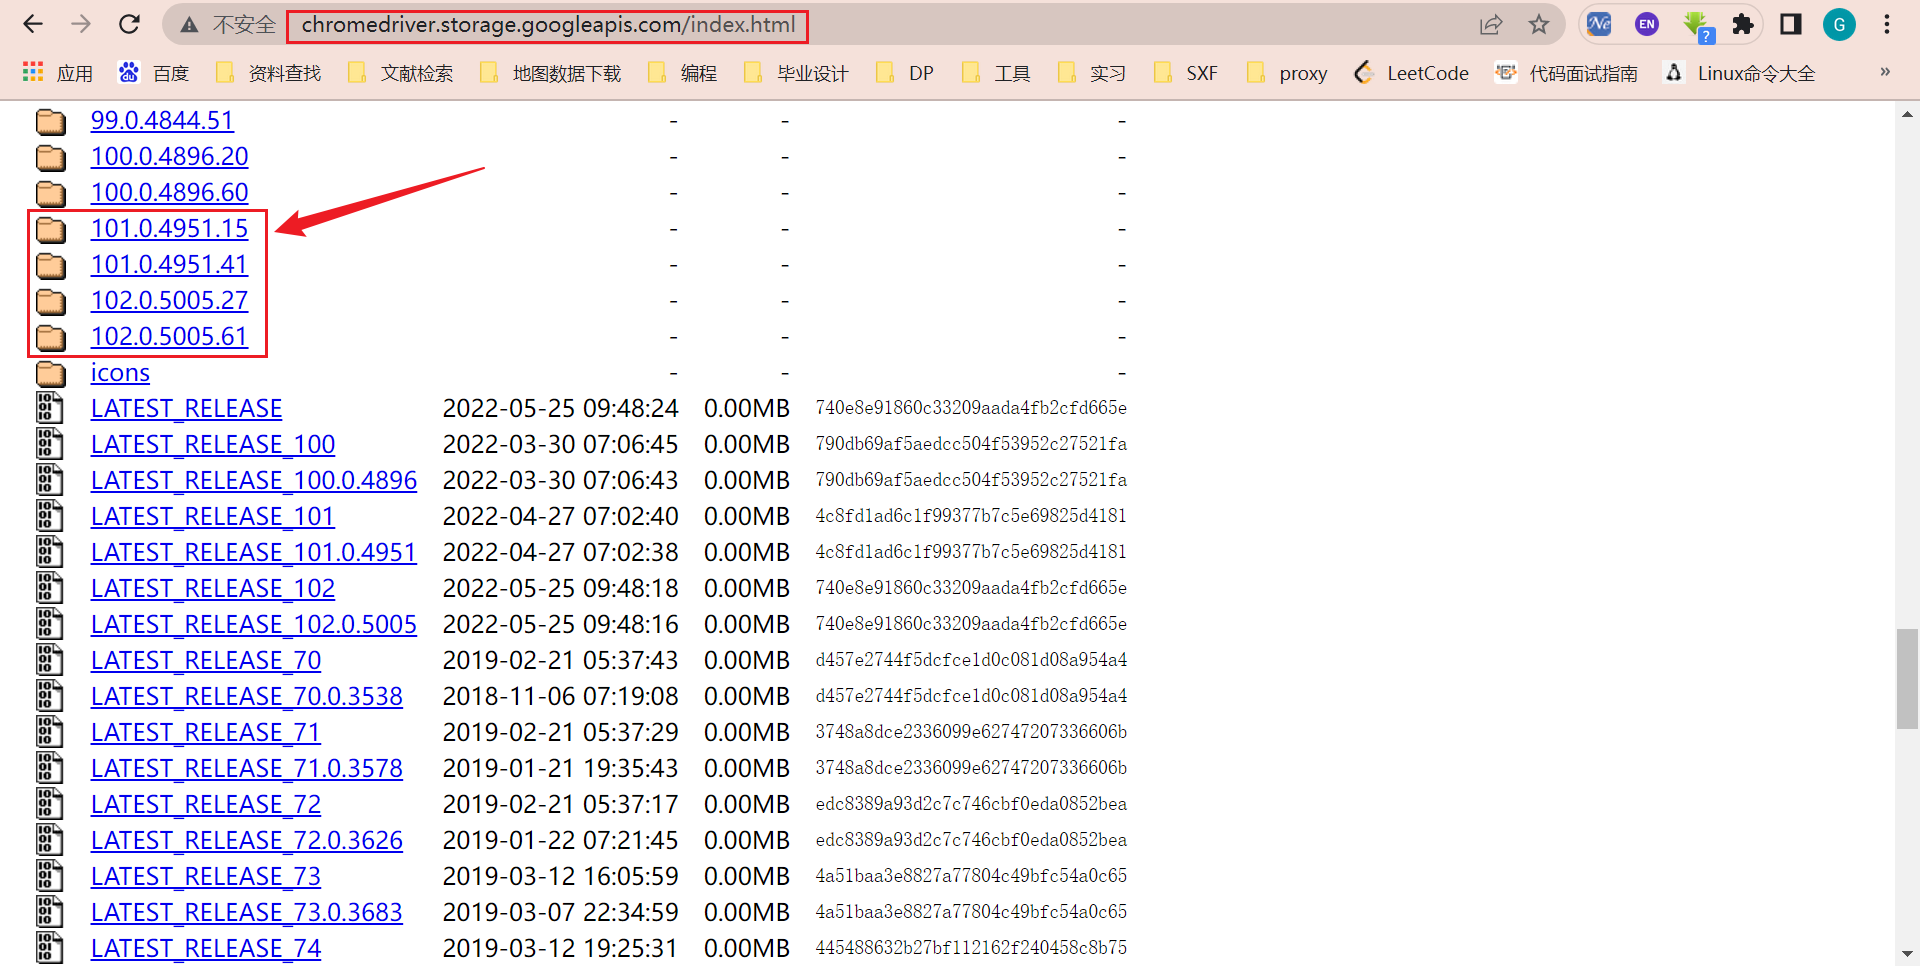 不安全 chromedriver.storage.googleapis.com/index.html EN ? G
应用 百度 资料查找 文献检索 地图数据下载 编程 毕业设计 DP 工具 实习 SXF proxy LeetCode 代码面试指南 Linux命令大全 »
99.0.4844.51 - - -
100.0.4896.20 - - -
100.0.4896.60 - - -
101.0.4951.15 - - -
101.0.4951.41 - - -
102.0.5005.27 - - -
102.0.5005.61 - - -
icons - - -
LATEST_RELEASE 2022-05-25 09:48:24 0.00MB 740e8e91860c33209aada4fb2cfd665e
LATEST_RELEASE_100 2022-03-30 07:06:45 0.00MB 790db69af5aedcc504f53952c27521fa
LATEST_RELEASE_100.0.4896 2022-03-30 07:06:43 0.00MB 790db69af5aedcc504f53952c27521fa
LATEST_RELEASE_101 2022-04-27 07:02:40 0.00MB 4c8fd1ad6c1f99377b7c5e69825d4181
LATEST_RELEASE_101.0.4951 2022-04-27 07:02:38 0.00MB 4c8fd1ad6c1f99377b7c5e69825d4181
LATEST_RELEASE_102 2022-05-25 09:48:18 0.00MB 740e8e91860c33209aada4fb2cfd665e
LATEST_RELEASE_102.0.5005 2022-05-25 09:48:16 0.00MB 740e8e91860c33209aada4fb2cfd665e
LATEST_RELEASE_70 2019-02-21 05:37:43 0.00MB d457e2744f5dcfce1d0c081d08a954a4
LATEST_RELEASE_70.0.3538 2018-11-06 07:19:08 0.00MB d457e2744f5dcfce1d0c081d08a954a4
LATEST_RELEASE_71 2019-02-21 05:37:29 0.00MB 3748a8dce2336099e62747207336606b
LATEST_RELEASE_71.0.3578 2019-01-21 19:35:43 0.00MB 3748a8dce2336099e62747207336606b
LATEST_RELEASE_72 2019-02-21 05:37:17 0.00MB edc8389a93d2c7c746cbf0eda0852bea
LATEST_RELEASE_72.0.3626 2019-01-22 07:21:45 0.00MB edc8389a93d2c7c746cbf0eda0852bea
LATEST_RELEASE_73 2019-03-12 16:05:59 0.00MB 4a51baa3e8827a77804c49bfc54a0c65
LATEST_RELEASE_73.0.3683 2019-03-07 22:34:59 0.00MB 4a51baa3e8827a77804c49bfc54a0c65
LATEST_RELEASE_74 2019-03-12 19:25:31 0.00MB 445488632b27bf112162f240458c8b75